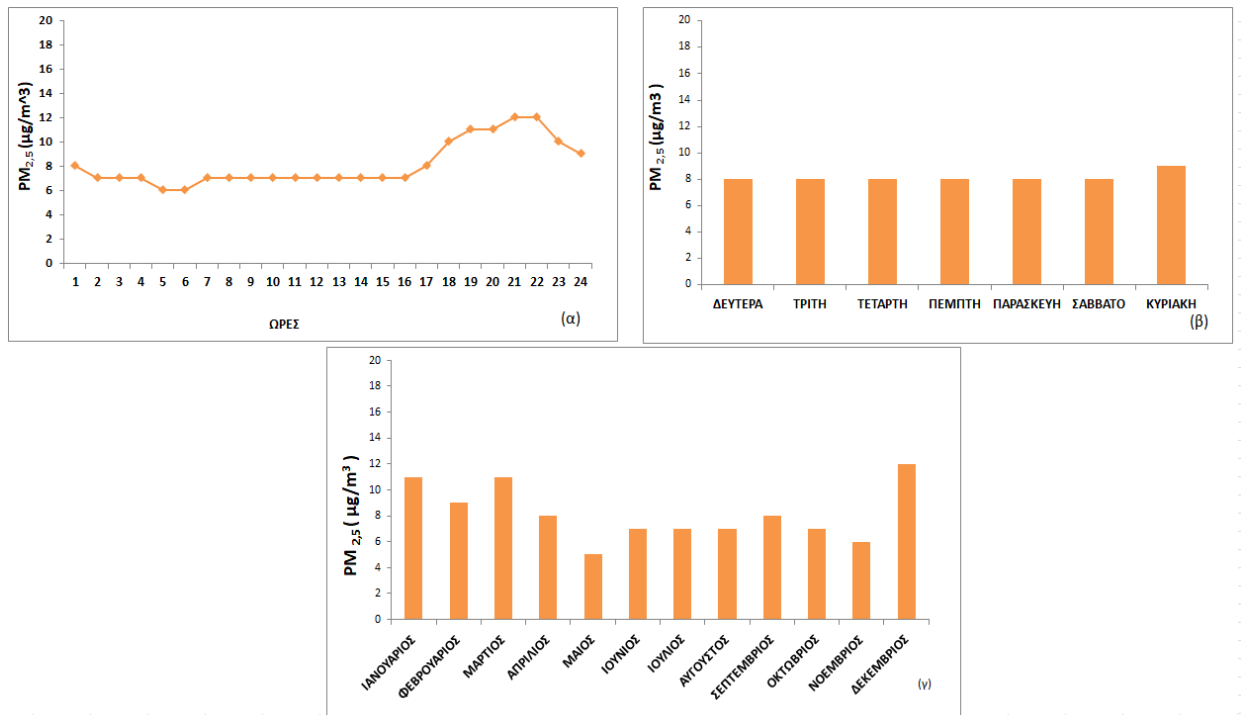 20
18
16
14
12
10
8
6
4
2
0
PM2,5 (μg/m^3)
1 2 3 4 5 6 7 8 9 10 11 12 13 14 15 16 17 18 19 20 21 22 23 24
ΩΡΕΣ
(α)
20
18
16
14
12
10
8
6
4
2
0
PM 2,5 (μg/m3 )
ΔΕΥΤΕΡΑ ΤΡΙΤΗ ΤΕΤΑΡΤΗ ΠΕΜΠΤΗ ΠΑΡΑΣΚΕΥΗ ΣΑΒΒΑΤΟ ΚΥΡΙΑΚΗ
(β)
20
18
16
14
12
10
8
6
4
2
0
PM 2,5 ( μg/m³ )
ΙΑΝΟΥΑΡΙΟΣ
ΦΕΒΡΟΥΑΡΙΟΣ
ΜΑΡΤΙΟΣ
ΑΠΡΙΛΙΟΣ
ΜΑΙΟΣ
ΙΟΥΝΙΟΣ
ΙΟΥΛΙΟΣ
ΑΥΓΟΥΣΤΟΣ
ΣΕΠΤΕΜΒΡΙΟΣ
ΟΚΤΩΒΡΙΟΣ
ΝΟΕΜΒΡΙΟΣ
ΔΕΚΕΜΒΡΙΟΣ
(γ)